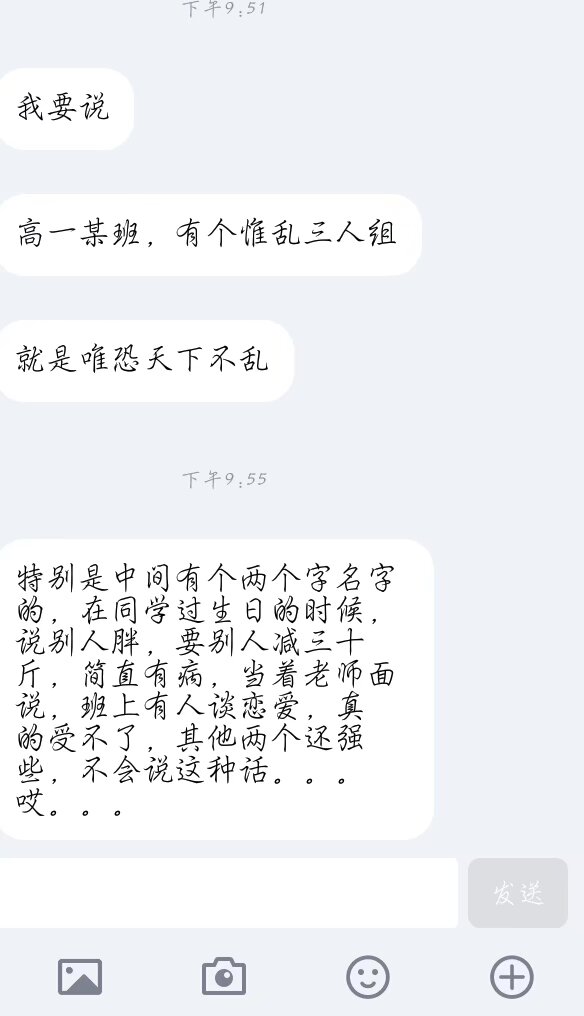 下午9:51
我要说
高一某班，有个惟乱三人组
就是唯恐天下不乱
下午9:55
特别是中间有个两个字名字
的，在同学过生日的时候，
说别人胖，要别人减三十
斤，简直有病，当着老师面
说，班上有人谈恋爱，真
的受不了，其他两个还强
些，不会说这种话。。。
哎。。。
发送